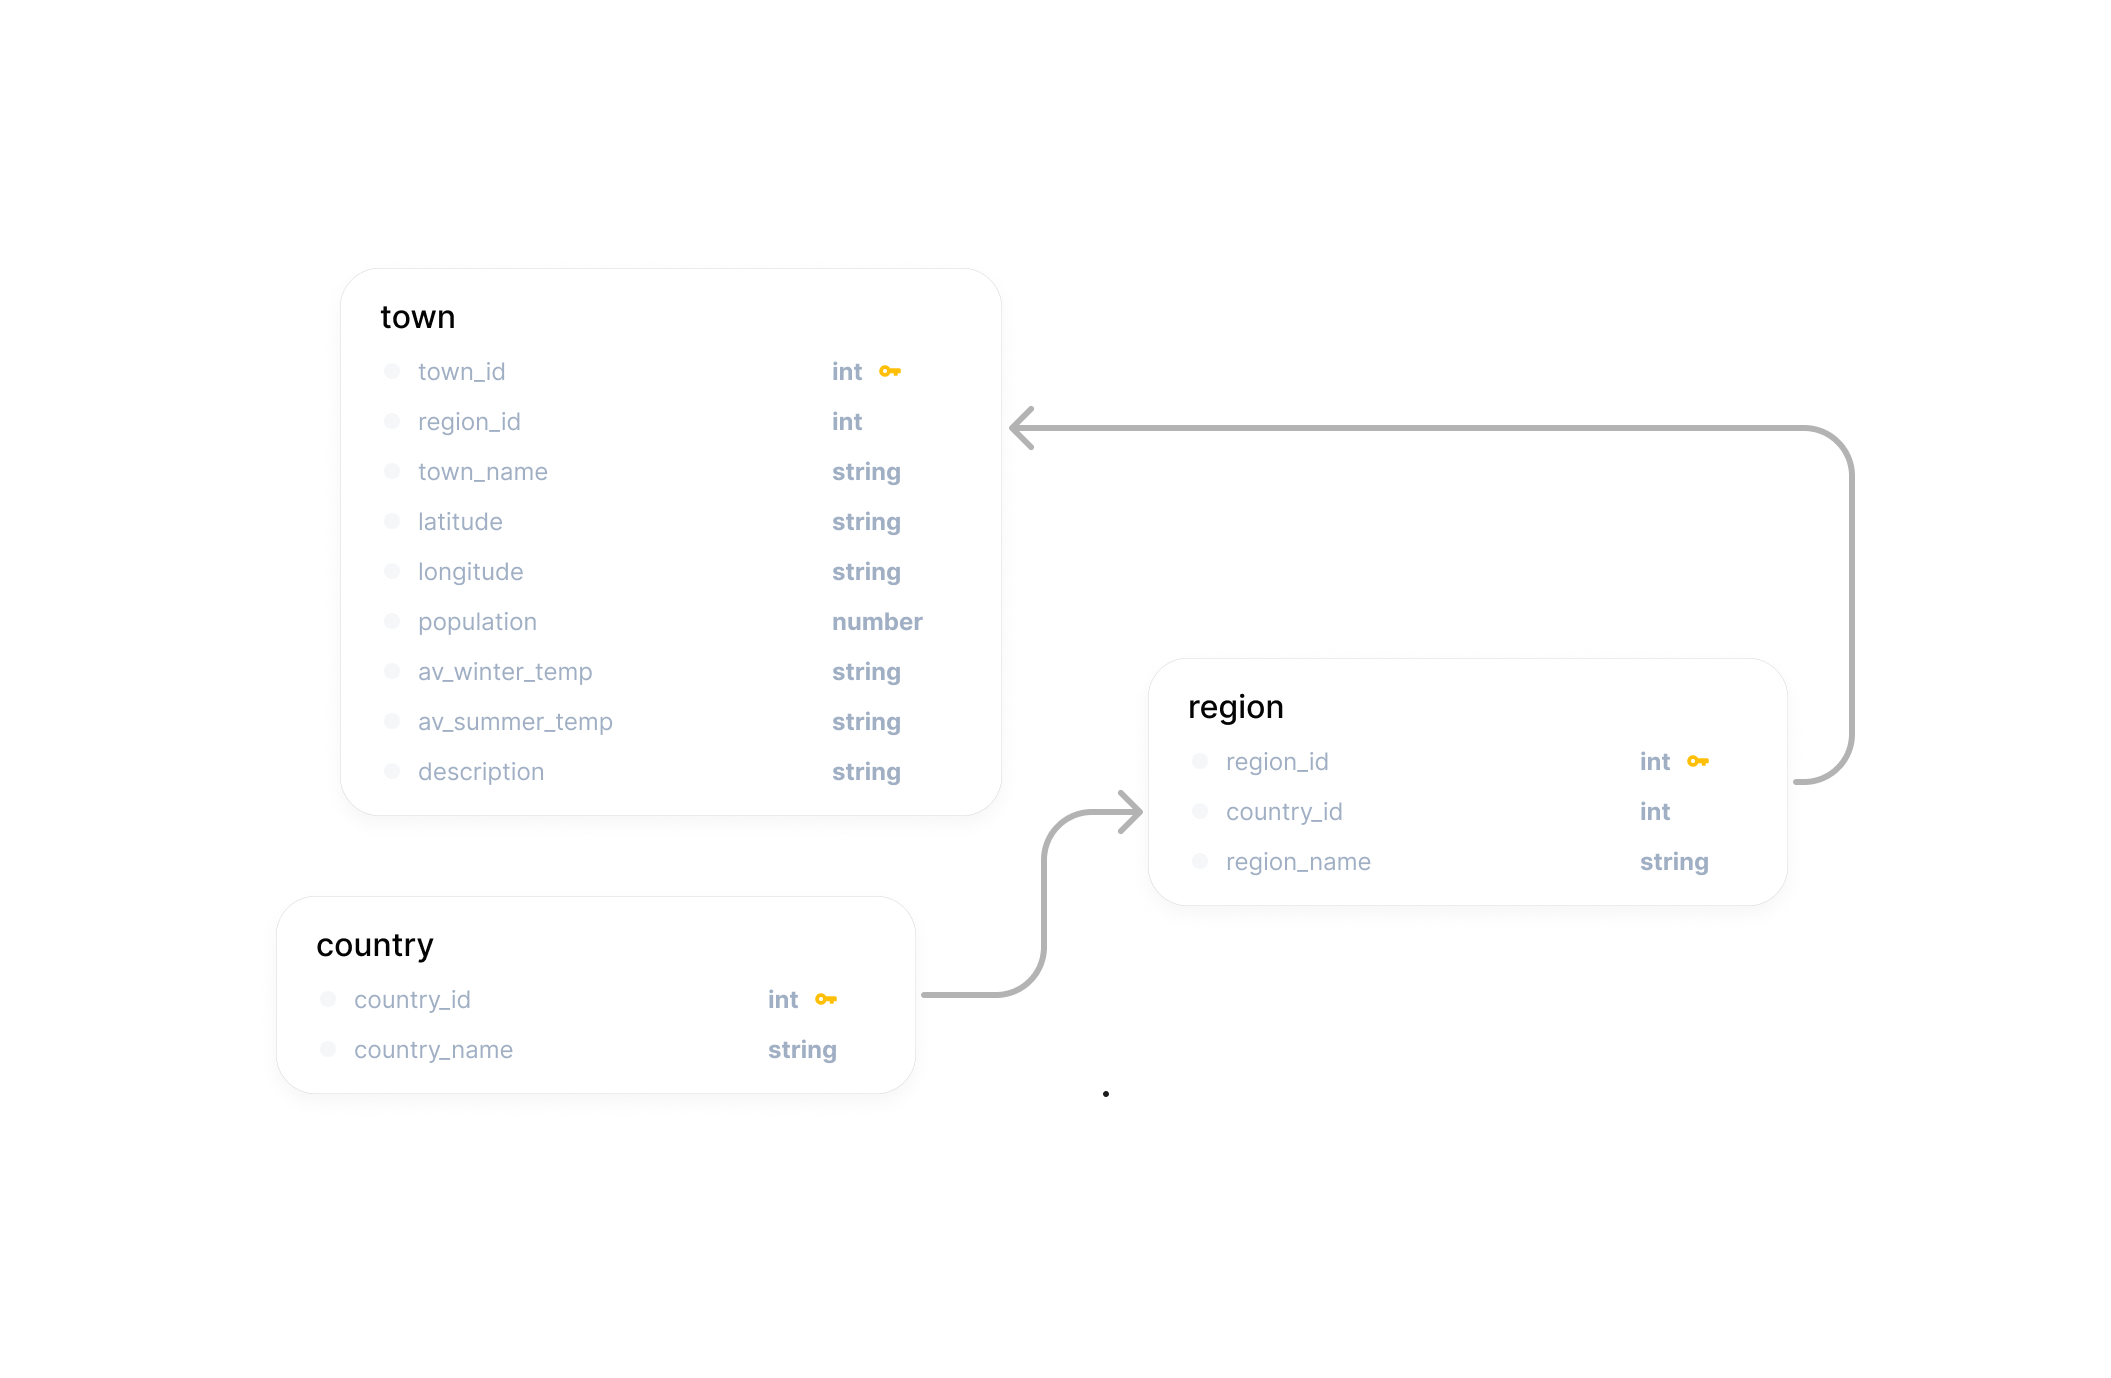 town
town_id int
region_id int
town_name string
latitude string
longitude string
population number
av_winter_temp string
av_summer_temp string
description string
region
region_id int
country_id int
region_name string
country
country_id int
country_name string